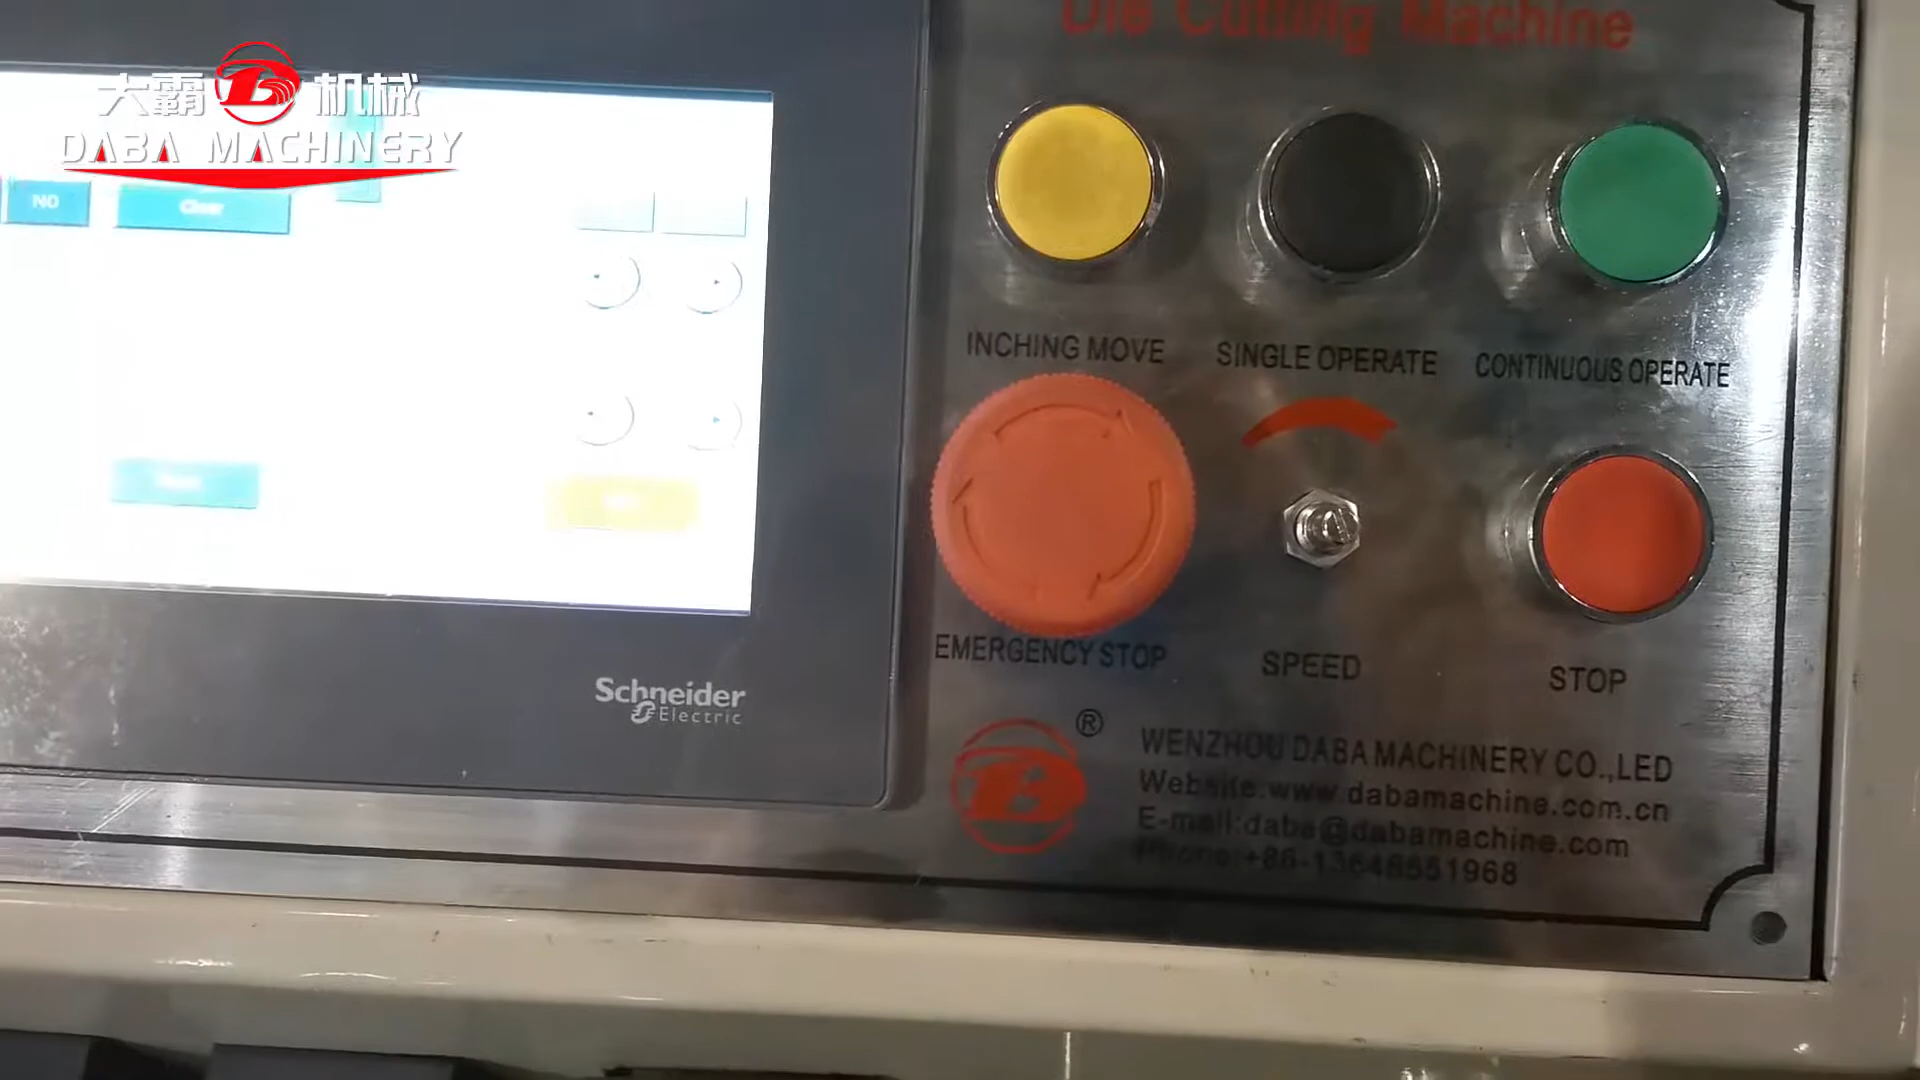 Die Cutting Machine
大霸 机械
DABA MACHINERY
NO
Clear
INCHING MOVE
SINGLE OPERATE
CONTINUOUS OPERATE
EMERGENCY STOP
SPEED
STOP
Schneider
Electric
®
WENZHOU DABA MACHINERY CO.,LED
Website:www.dabamachine.com.cn
E-mail:daba@dabamachine.com
Phone:+86-13646551968